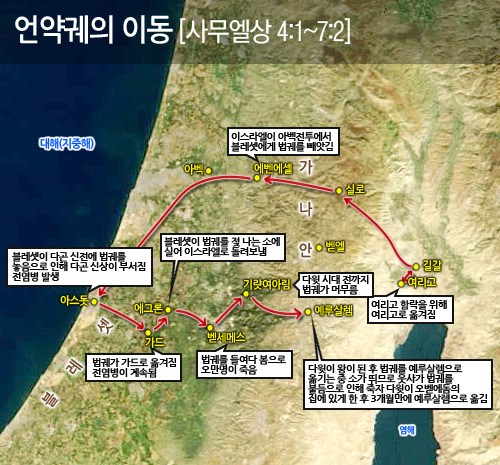 언약궤의 이동 [사무엘상 4:1~7:2]
이스라엘이 아벡전투에서
블레셋에게 법궤를 빼앗김
대해(지중해)
아벡
에벤에셀
가
나
안
실로
블레셋이 법궤를 젖 나는 소에
실어 이스라엘로 돌려보냄
벧엘
블레셋이 다곤 신전에 법궤를
놓음으로 인해 다곤 신상이 부서짐
전염병 발생
길갈
여리고
기럇여아림
다윗 시대 전까지
법궤가 머무름
여리고 함락을 위해
여리고로 옮겨짐
아스돗
에그론
가드
벧세메스
예루살렘
블
레
셋
법궤가 가드로 옮겨짐
전염병이 계속됨
법궤를 들여다 봄으로
오만명이 죽음
다윗이 왕이 된 후 법궤를 예루살렘으로
옮기는 중 소가 뛰므로 웃사가 법궤를
붙듬으로 인해 죽자 다윗이 오벧에돔의
집에 있게 한 후 3개월만에 예루살렘으로 옮김
염해